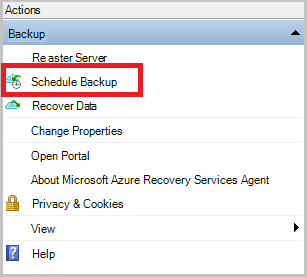 Actions
Backup
Register Server
Schedule Backup
Recover Data
Change Properties
Open Portal
About Microsoft Azure Recovery Services Agent
Privacy & Cookies
View
Help